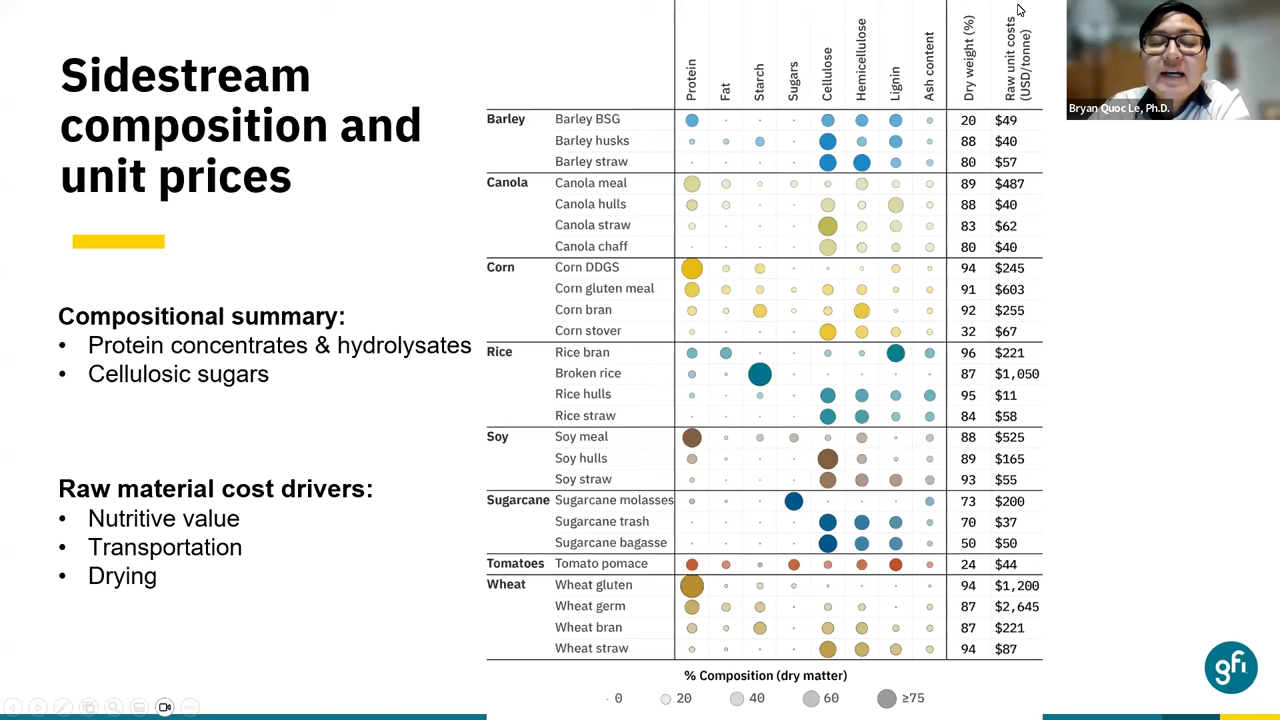 Sidestream
composition and
unit prices
Compositional summary:
• Protein concentrates & hydrolysates
• Cellulosic sugars
Raw material cost drivers:
• Nutritive value
• Transportation
• Drying
Protein Fat Starch Sugars Cellulose Hemicellulose Lignin Ash content Dry weight (%) Raw unit costs (USD/tonne)
Barley Barley BSG 20 $49
Barley husks 88 $40
Barley straw 80 $57
Canola Canola meal 89 $487
Canola hulls 88 $40
Canola straw 83 $62
Canola chaff 80 $40
Corn Corn DDGS 94 $245
Corn gluten meal 91 $603
Corn bran 92 $255
Corn stover 32 $67
Rice Rice bran 96 $221
Broken rice 87 $1,050
Rice hulls 95 $11
Rice straw 84 $58
Soy Soy meal 88 $525
Soy hulls 89 $165
Soy straw 93 $55
Sugarcane Sugarcane molasses 73 $200
Sugarcane trash 70 $37
Sugarcane bagasse 50 $50
Tomatoes Tomato pomace 24 $44
Wheat Wheat gluten 94 $1,200
Wheat germ 87 $2,645
Wheat bran 87 $221
Wheat straw 94 $87
% Composition (dry matter)
0 20 40 60 ≥75
Bryan Quoc Le, Ph.D.
gfi